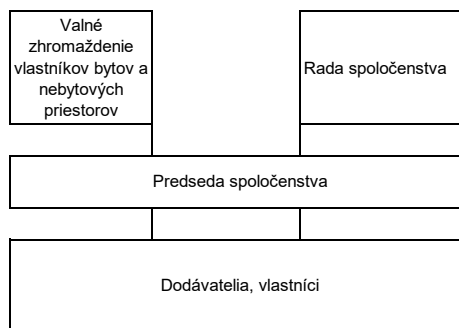 Valné
zhromaždenie
vlastníkov bytov a
nebytových
priestorov
Rada spoločenstva
Predseda spoločenstva
Dodávatelia, vlastníci